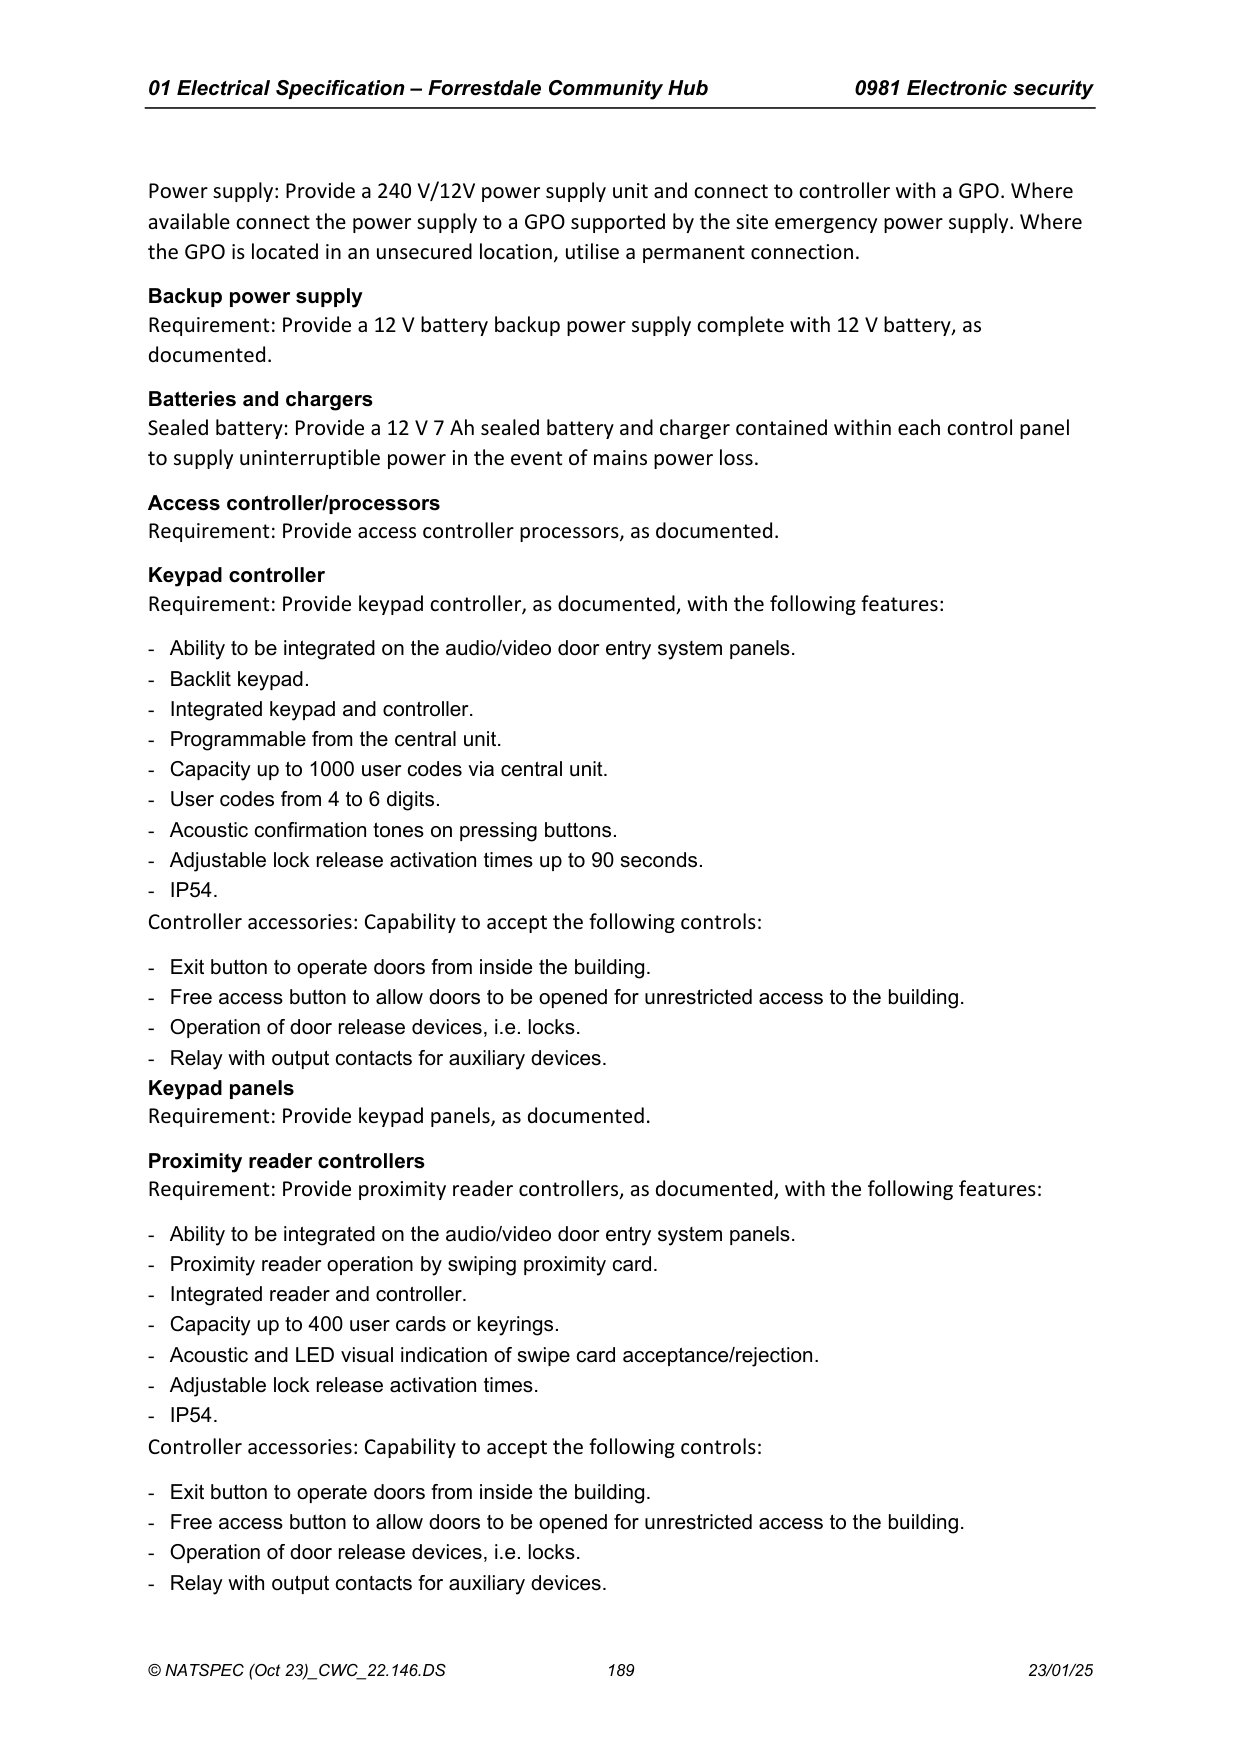 01 Electrical Specification – Forrestdale Community Hub 0981 Electronic security
Power supply: Provide a 240 V/12V power supply unit and connect to controller with a GPO. Where
available connect the power supply to a GPO supported by the site emergency power supply. Where
the GPO is located in an unsecured location, utilise a permanent connection.
Backup power supply
Requirement: Provide a 12 V battery backup power supply complete with 12 V battery, as
documented.
Batteries and chargers
Sealed battery: Provide a 12 V 7 Ah sealed battery and charger contained within each control panel
to supply uninterruptible power in the event of mains power loss.
Access controller/processors
Requirement: Provide access controller processors, as documented.
Keypad controller
Requirement: Provide keypad controller, as documented, with the following features:
- Ability to be integrated on the audio/video door entry system panels.
- Backlit keypad.
- Integrated keypad and controller.
- Programmable from the central unit.
- Capacity up to 1000 user codes via central unit.
- User codes from 4 to 6 digits.
- Acoustic confirmation tones on pressing buttons.
- Adjustable lock release activation times up to 90 seconds.
- IP54.
Controller accessories: Capability to accept the following controls:
- Exit button to operate doors from inside the building.
- Free access button to allow doors to be opened for unrestricted access to the building.
- Operation of door release devices, i.e. locks.
- Relay with output contacts for auxiliary devices.
Keypad panels
Requirement: Provide keypad panels, as documented.
Proximity reader controllers
Requirement: Provide proximity reader controllers, as documented, with the following features:
- Ability to be integrated on the audio/video door entry system panels.
- Proximity reader operation by swiping proximity card.
- Integrated reader and controller.
- Capacity up to 400 user cards or keyrings.
- Acoustic and LED visual indication of swipe card acceptance/rejection.
- Adjustable lock release activation times.
- IP54.
Controller accessories: Capability to accept the following controls:
- Exit button to operate doors from inside the building.
- Free access button to allow doors to be opened for unrestricted access to the building.
- Operation of door release devices, i.e. locks.
- Relay with output contacts for auxiliary devices.
© NATSPEC (Oct 23)_CWC_22.146.DS 189 23/01/25